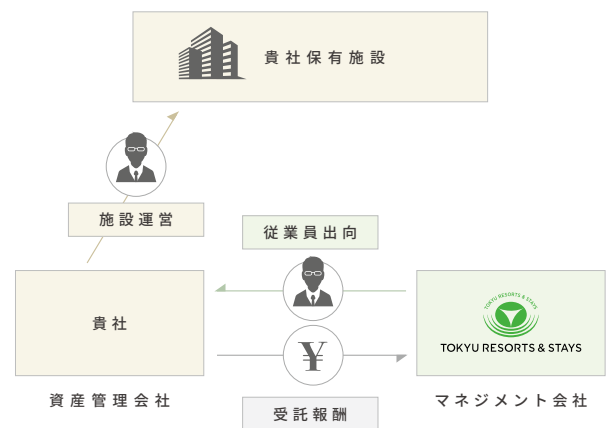 貴社保有施設
施設運営
従業員出向
貴社
TOKYU RESORTS & STAYS
TOKYU RESORTS & STAYS
¥
資産管理会社
マネジメント会社
受託報酬